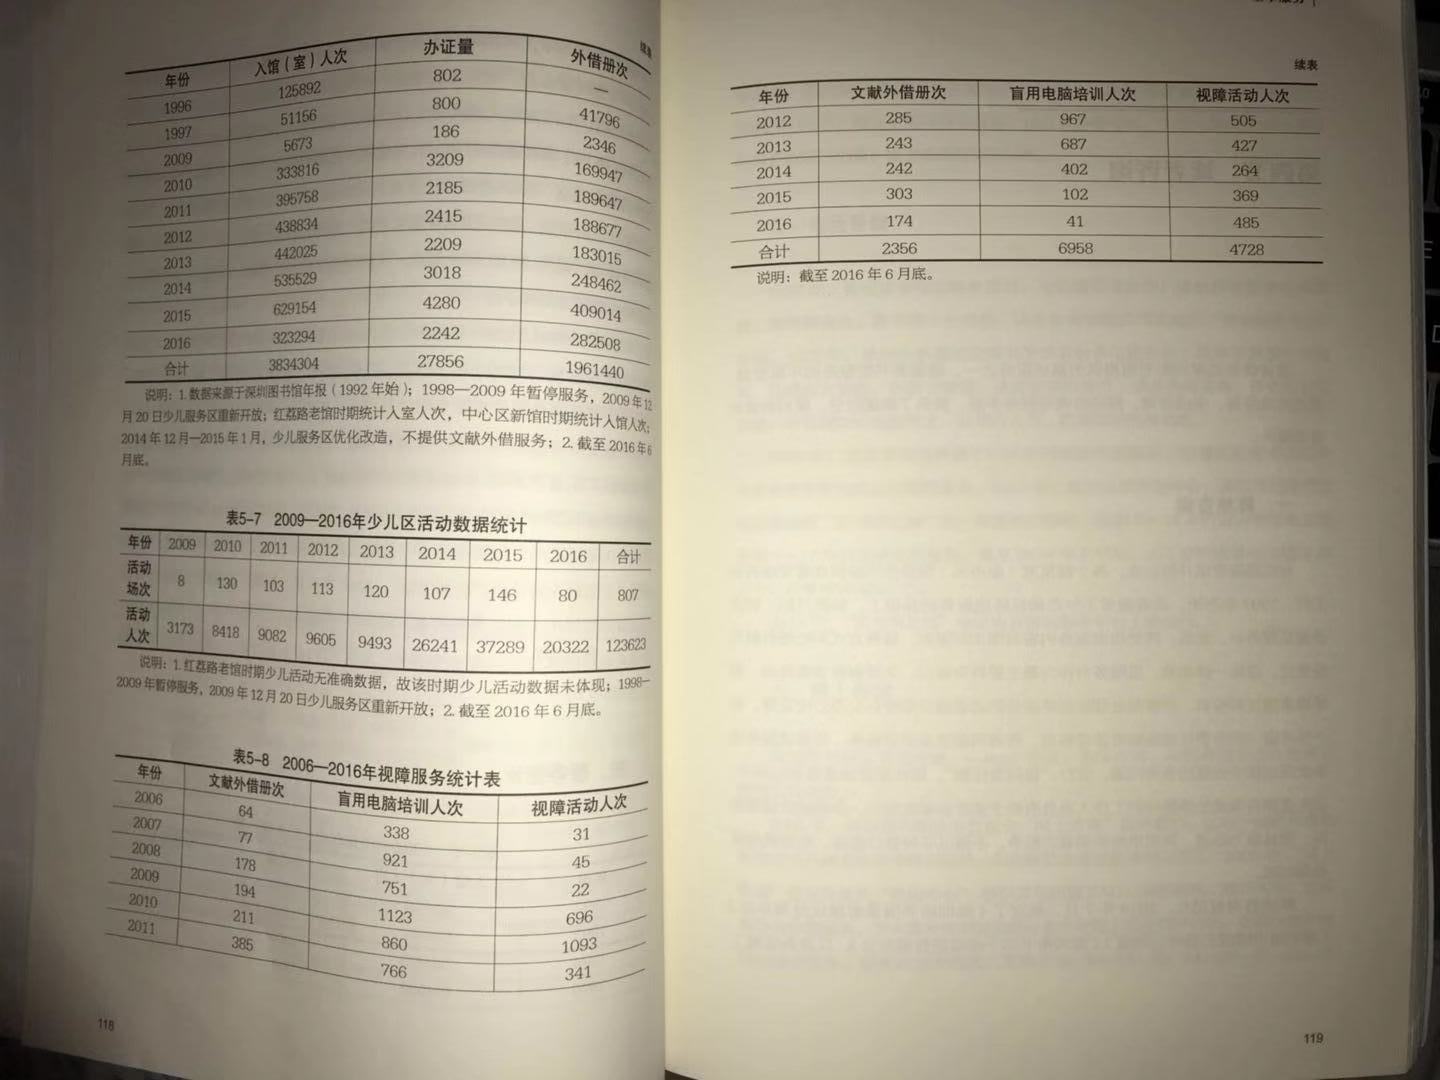 续表
年份 入馆（室）人次 办证量 外借册次
1996 125892 802 —
1997 51156 800 41796
2009 5673 186 2346
2010 333816 3209 169947
2011 395758 2185 189647
2012 438834 2415 188677
2013 442025 2209 183015
2014 535529 3018 248462
2015 629154 4280 409014
2016 323294 2242 282508
合计 3834304 27856 1961440
说明：1.数据来源于深圳图书馆年报（1992年始）；1998—2009年暂停服务，2009年12
月20日少儿服务区重新开放；红荔路老馆时期统计入室人次，中心区新馆时期统计入馆人次；
2014年12月—2015年1月，少儿服务区优化改造，不提供文献外借服务；2.截至2016年6
月底。
表5-7 2009—2016年少儿区活动数据统计
年份 2009 2010 2011 2012 2013 2014 2015 2016 合计
活动
场次 8 130 103 113 120 107 146 80 807
活动
人次 3173 8418 9082 9605 9493 26241 37289 20322 123623
说明：1.红荔路老馆时期少儿活动无准确数据，故该时期少儿活动数据未体现；1998—
2009年暂停服务，2009年12月20日少儿服务区重新开放；2.截至2016年6月底。
表5-8 2006—2016年视障服务统计表
年份 文献外借册次 盲用电脑培训人次 视障活动人次
2006 64 338 31
2007 77 921 45
2008 178 751 22
2009 194 1123 696
2010 211 860 1093
2011 385 766 341
118
续表
年份 文献外借册次 盲用电脑培训人次 视障活动人次
2012 285 967 505
2013 243 687 427
2014 242 402 264
2015 303 102 369
2016 174 41 485
合计 2356 6958 4728
说明：截至2016年6月底。
119